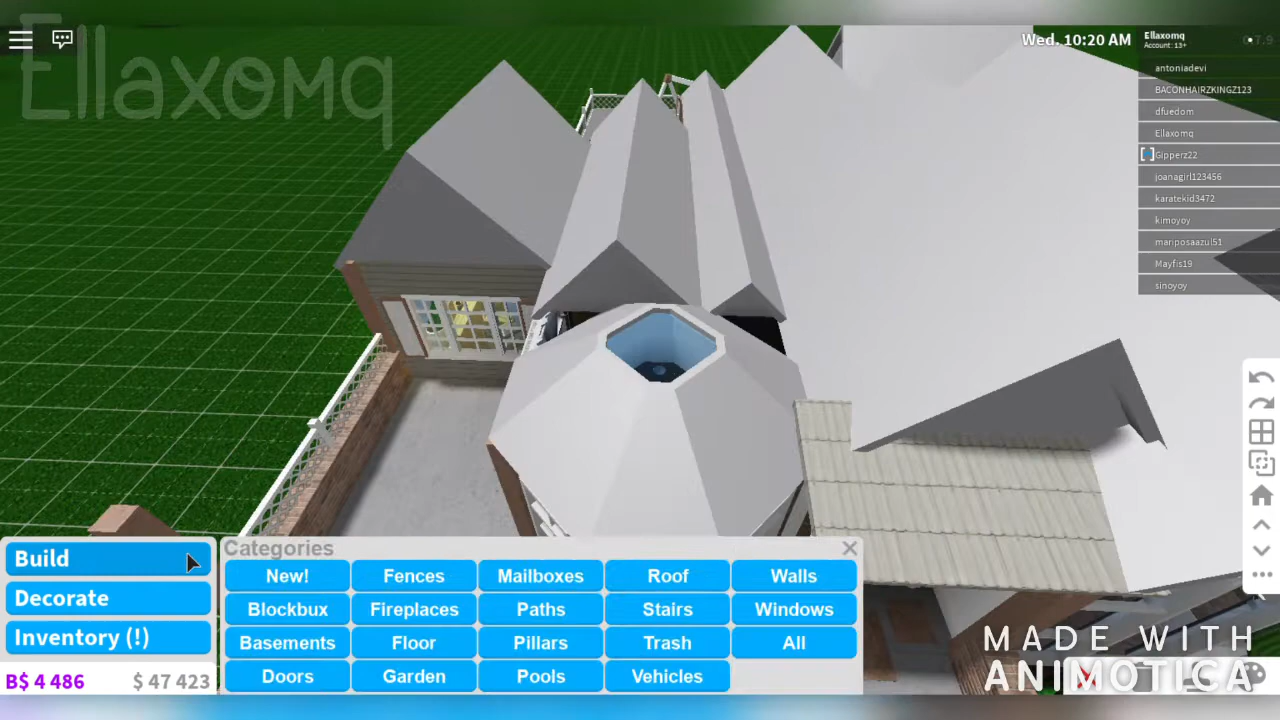 Ellaxomq
Wed. 10:20 AM
Ellaxomq
Account: 13+
antoniadevi
BACONHAIRZKINGZ123
dfuedom
Ellaxomq
Gipperz22
joanagirl123456
karatekid3472
kimoyoy
mariposaazul51
Mayfis19
sinoyoy
Build
Decorate
Inventory (!)
B$ 4 486 $ 47 423
Categories
New! Fences Mailboxes Roof Walls
Blockbux Fireplaces Paths Stairs Windows
Basements Floor Pillars Trash All
Doors Garden Pools Vehicles
MADE WITH
ANIMOTICA